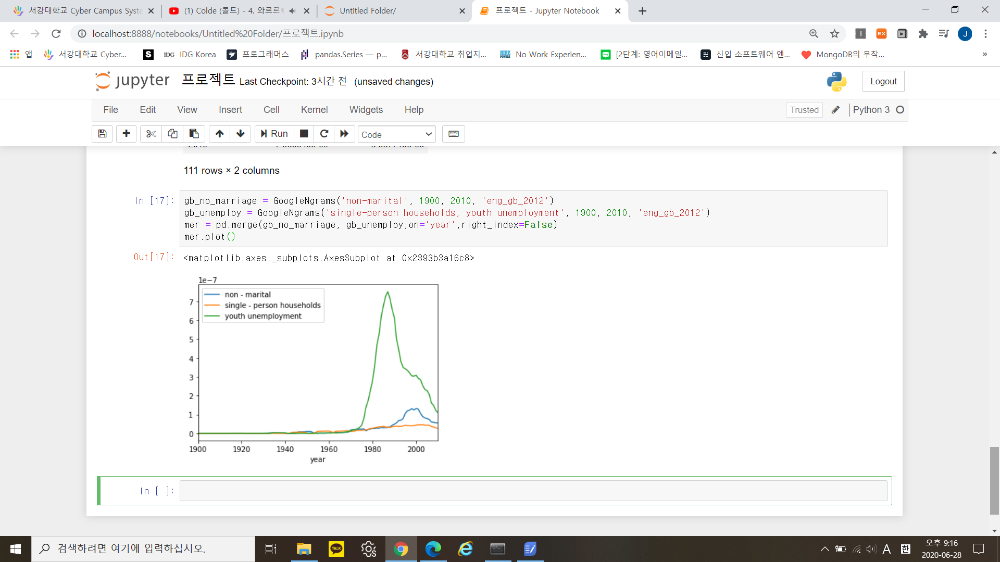 서강대학교 Cyber Campus Syste
(1) Colde (콜드) - 4. 와르르
Untitled Folder/
프로젝트 - Jupyter Notebook
localhost:8888/notebooks/Untitled%20Folder/프로젝트.ipynb
앱
서강대학교 Cyber...
IDG Korea
프로그래머스
pandas.Series — p...
서강대학교 취업지...
No Work Experien...
[2단계: 영어이메일...
신입 소프트웨어 엔...
MongoDB의 무작...
jupyter 프로젝트 Last Checkpoint: 3시간 전 (unsaved changes)
Logout
File Edit View Insert Cell Kernel Widgets Help
Trusted
Python 3
Run
Code
111 rows × 2 columns
In [17]:
gb_no_marriage = GoogleNgrams('non-marital', 1900, 2010, 'eng_gb_2012')
gb_unemploy = GoogleNgrams('single-person households, youth unemployment', 1900, 2010, 'eng_gb_2012')
mer = pd.merge(gb_no_marriage, gb_unemploy,on='year',right_index=False)
mer.plot()
Out[17]: <matplotlib.axes._subplots.AxesSubplot at 0x2393b3a16c8>
1e−7
non - marital
single - person households
youth unemployment
7
6
5
4
3
2
1
0
1900 1920 1940 1960 1980 2000
year
In [ ]:
검색하려면 여기에 입력하십시오.
TALK
A
한
오후 9:16
2020-06-28